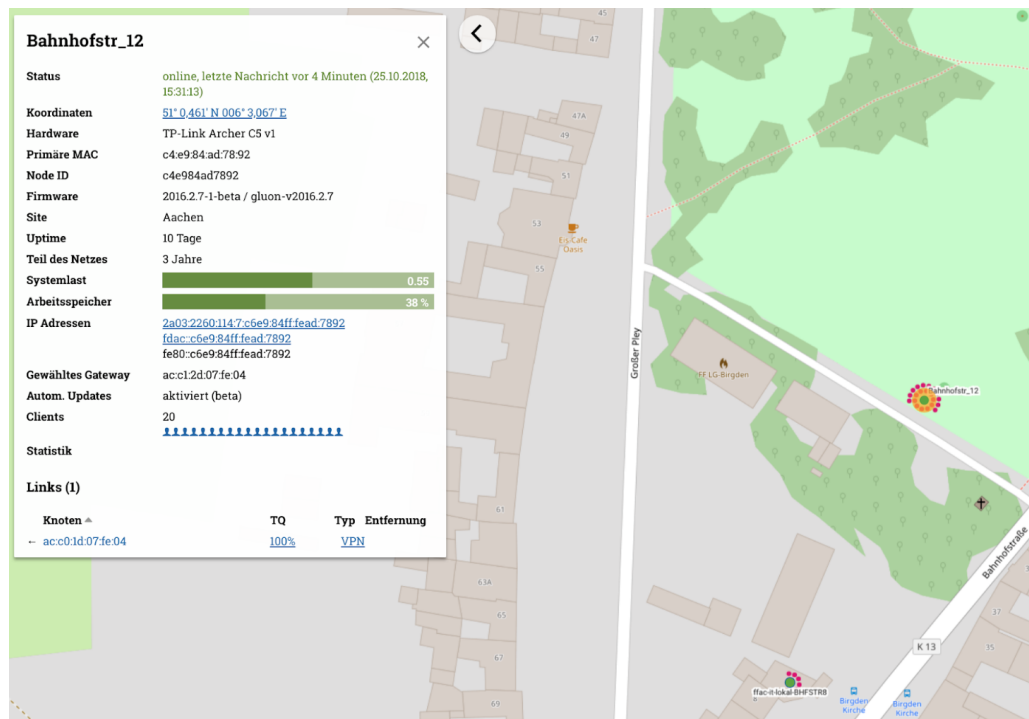 Bahnhofstr_12
Status online, letzte Nachricht vor 4 Minuten (25.10.2018,
15:31:13)
Koordinaten 51° 0,461' N 006° 3,067' E
Hardware TP-Link Archer C5 v1
Primäre MAC c4:e9:84:ad:78:92
Node ID c4e984ad7892
Firmware 2016.2.7-1-beta / gluon-v2016.2.7
Site Aachen
Uptime 10 Tage
Teil des Netzes 3 Jahre
Systemlast 0.55
Arbeitsspeicher 38 %
IP Adressen 2a03:2260:114:7:c6e9:84ff:fead:7892
fdac::c6e9:84ff:fead:7892
fe80::c6e9:84ff:fead:7892
Gewähltes Gateway ac:c1:2d:07:fe:04
Autom. Updates aktiviert (beta)
Clients 20
Statistik
Links (1)
Knoten TQ Typ Entfernung
← ac:c0:1d:07:fe:04 100% VPN
45
47
47A
49
51
53
Eis Cafe
Oasis
55
Großer Pley
FF LG-Birgden
Bahnhofstr_12
61
Bahnhofstraße
63A
65
37
K 13
35
67
ffac-it-lokal-BHFSTR8
69
Birgden
Kirche
Birgden
Kirche